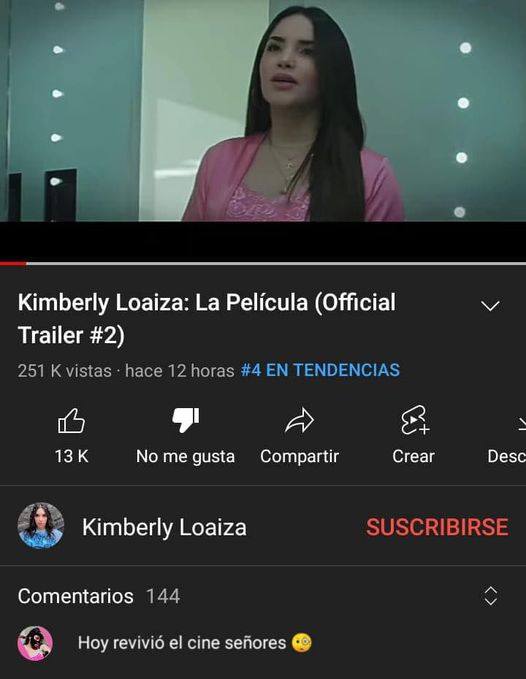 Kimberly Loaiza: La Película (Official
Trailer #2)
251 K vistas · hace 12 horas #4 EN TENDENCIAS
13 K No me gusta Compartir Crear Desc
Kimberly Loaiza SUSCRIBIRSE
Comentarios 144
Hoy revivió el cine señores 🧐